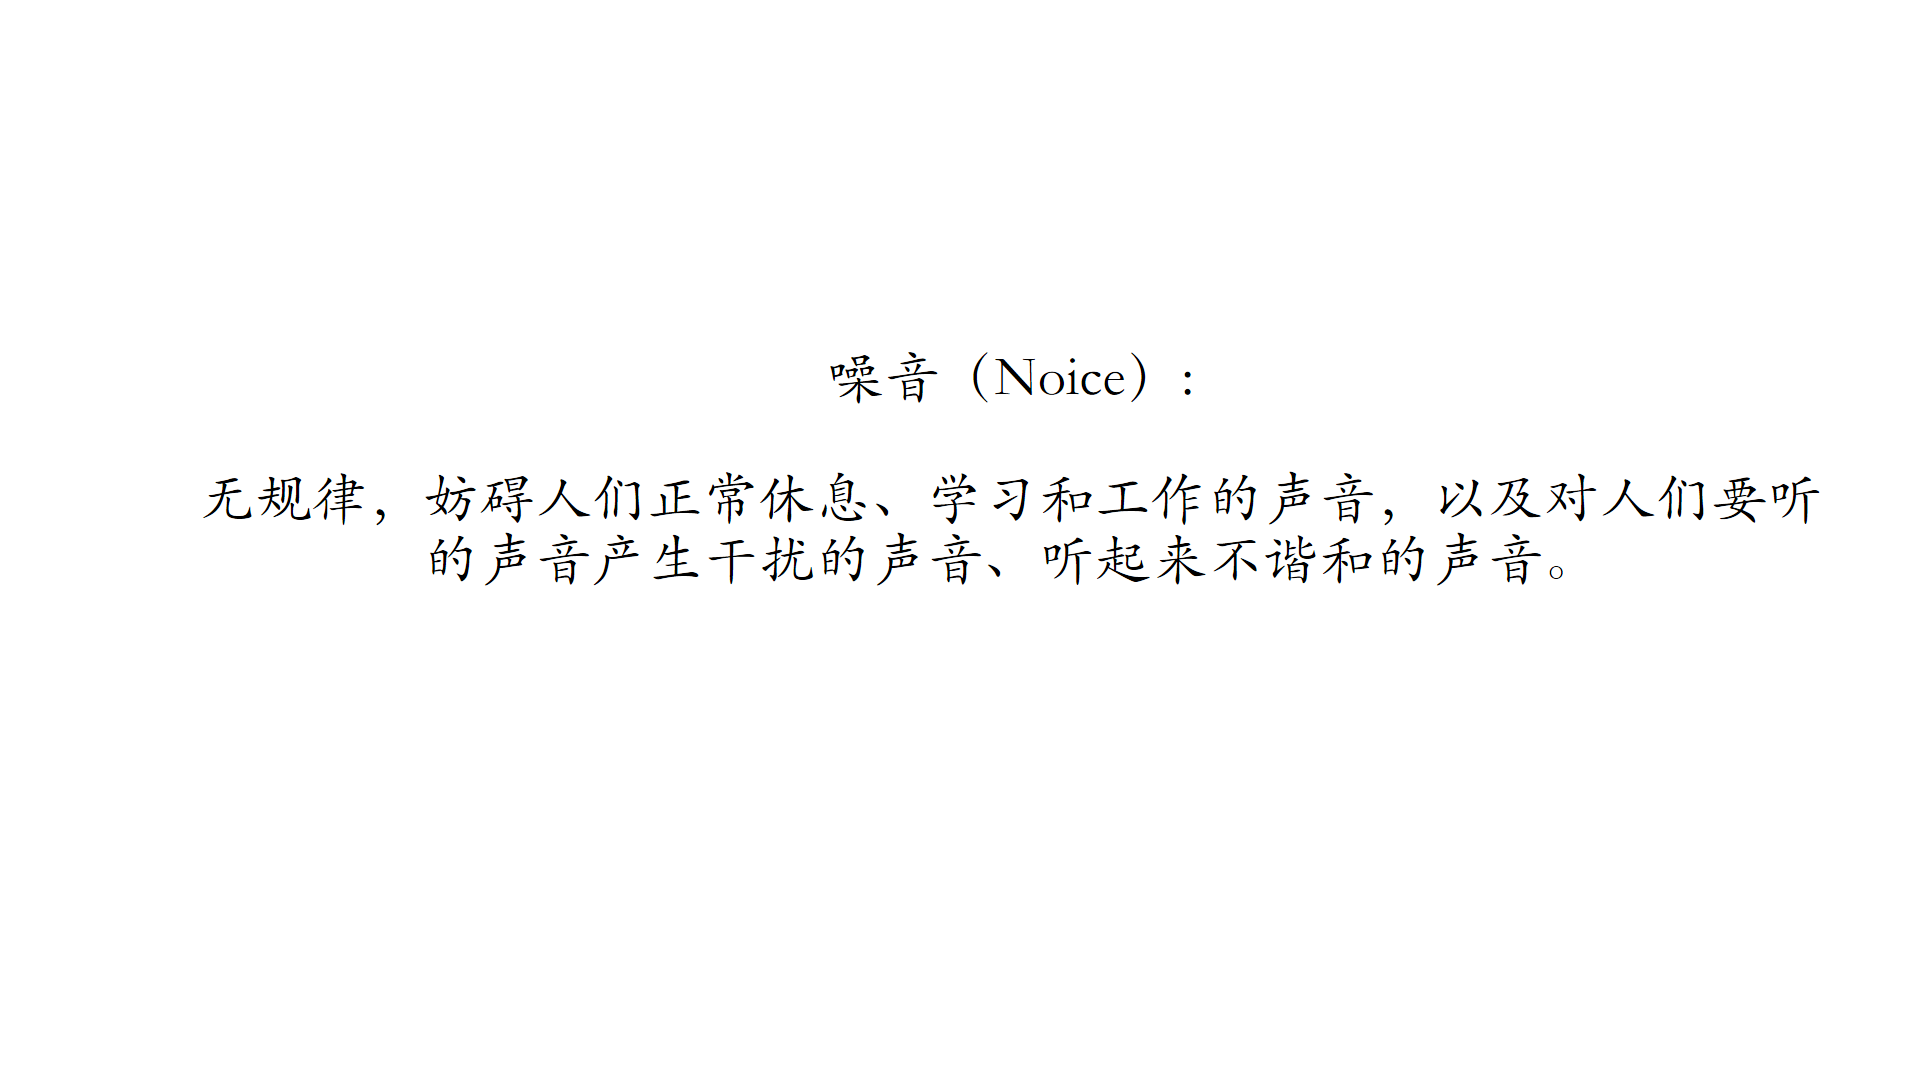 噪音（Noice）：
无规律，妨碍人们正常休息、学习和工作的声音，以及对人们要听
的声音产生干扰的声音、听起来不谐和的声音。